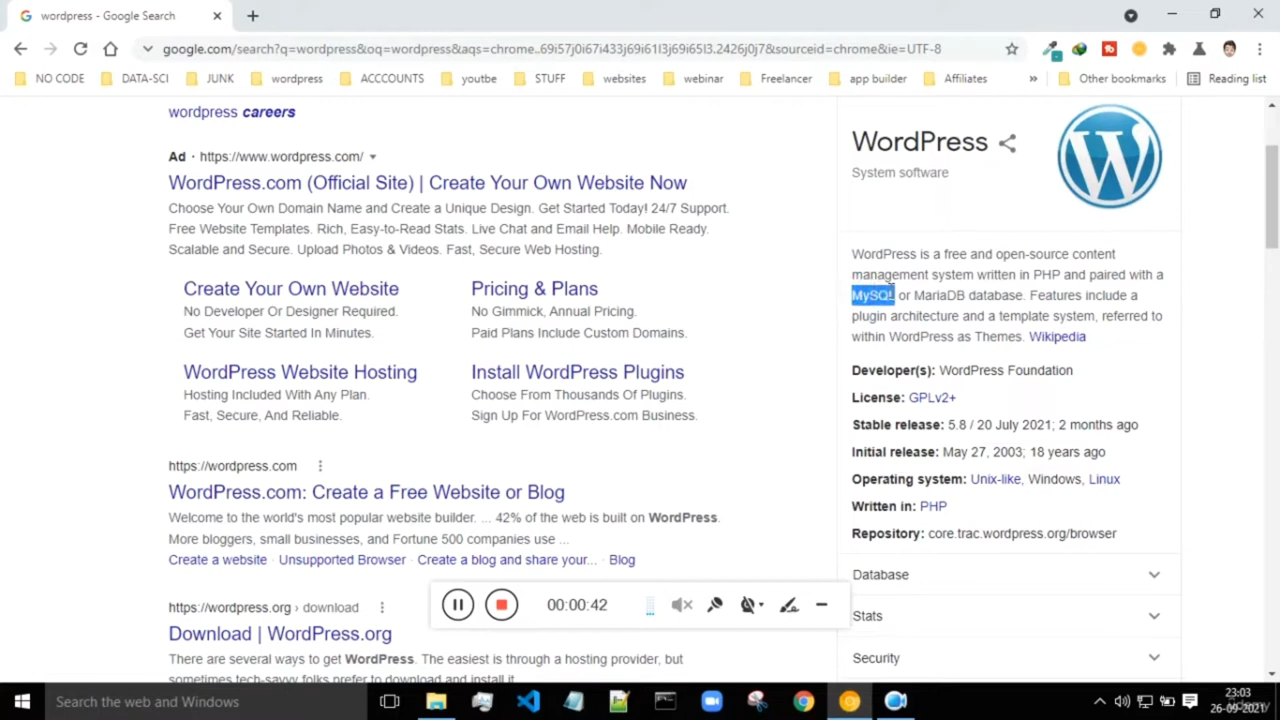 wordpress - Google Search
google.com/search?q=wordpress&oq=wordpress&aqs=chrome..69i57j0i67i433j69i61l3j69i65l3.2426j0j7&sourceid=chrome&ie=UTF-8
NO CODE DATA-SCI JUNK wordpress ACCCOUNTS youtbe STUFF websites webinar Freelancer app builder Affiliates » Other bookmarks Reading list
wordpress careers
Ad · https://www.wordpress.com/
WordPress.com (Official Site) | Create Your Own Website Now
Choose Your Own Domain Name and Create a Unique Design. Get Started Today! 24/7 Support.
Free Website Templates. Rich, Easy-to-Read Stats. Live Chat and Email Help. Mobile Ready.
Scalable and Secure. Upload Photos & Videos. Fast, Secure Web Hosting.
Create Your Own Website
No Developer Or Designer Required.
Get Your Site Started In Minutes.
Pricing & Plans
No Gimmick, Annual Pricing.
Paid Plans Include Custom Domains.
WordPress Website Hosting
Hosting Included With Any Plan.
Fast, Secure, And Reliable.
Install WordPress Plugins
Choose From Thousands Of Plugins.
Sign Up For WordPress.com Business.
https://wordpress.com
WordPress.com: Create a Free Website or Blog
Welcome to the world's most popular website builder. ... 42% of the web is built on WordPress.
More bloggers, small businesses, and Fortune 500 companies use ...
Create a website · Unsupported Browser · Create a blog and share your... · Blog
https://wordpress.org › download
Download | WordPress.org
There are several ways to get WordPress. The easiest is through a hosting provider, but
sometimes tech-savvy folks prefer to download and install it
WordPress
System software
WordPress is a free and open-source content
management system written in PHP and paired with a
MySQL or MariaDB database. Features include a
plugin architecture and a template system, referred to
within WordPress as Themes. Wikipedia
Developer(s): WordPress Foundation
License: GPLv2+
Stable release: 5.8 / 20 July 2021; 2 months ago
Initial release: May 27, 2003; 18 years ago
Operating system: Unix-like, Windows, Linux
Written in: PHP
Repository: core.trac.wordpress.org/browser
Database
Stats
Security
00:00:42
Search the web and Windows
23:03
26-09-2021
Udemy